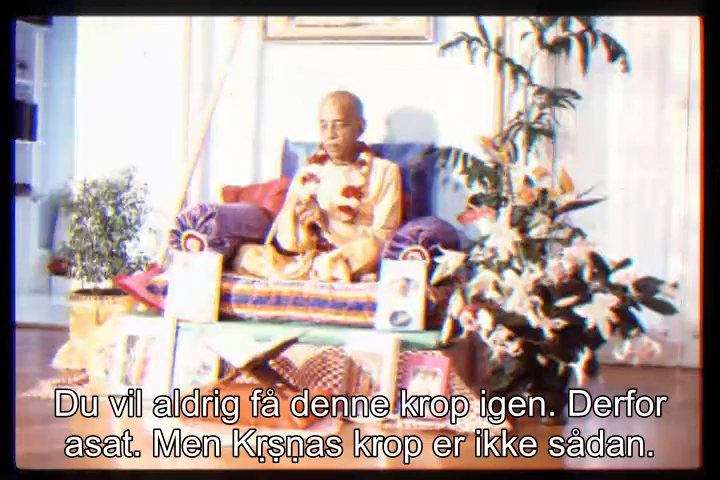 Du vil aldrig få denne krop igen. Derfor
asat. Men Kṛṣṇas krop er ikke sådan.